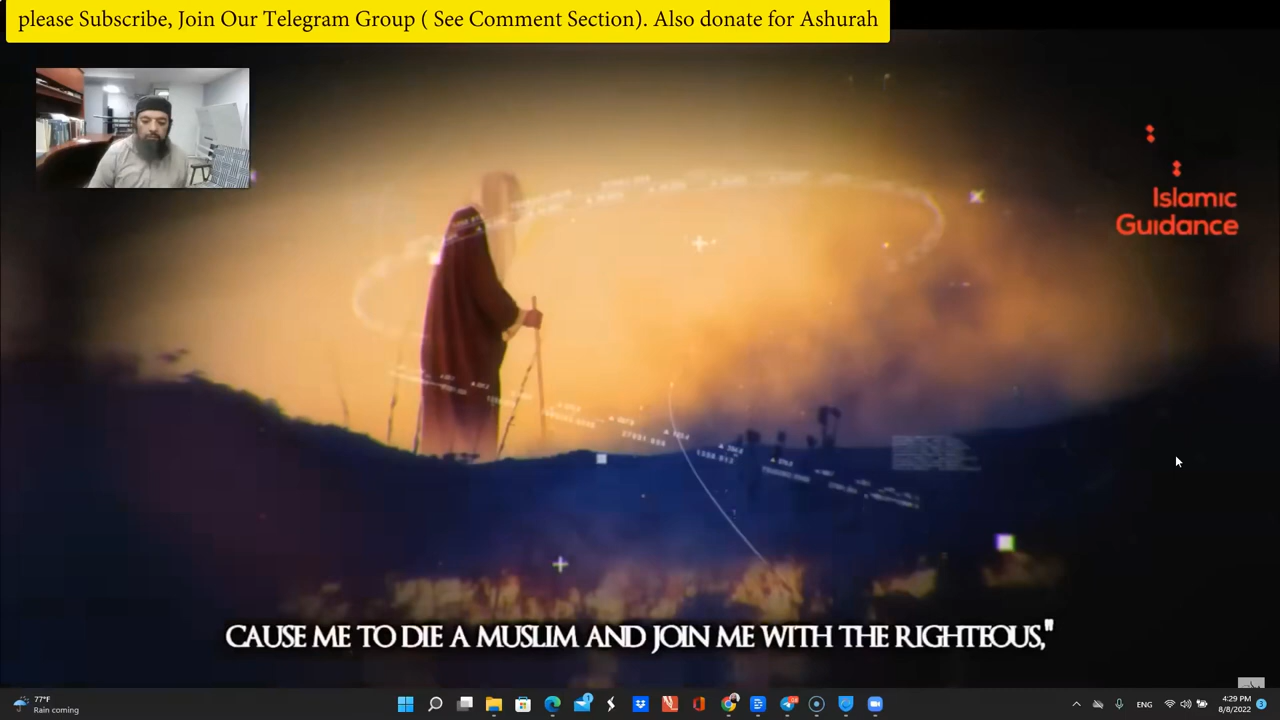 please Subscribe, Join Our Telegram Group ( See Comment Section). Also donate for Ashurah
Islamic
Guidance
CAUSE ME TO DIE A MUSLIM AND JOIN ME WITH THE RIGHTEOUS,"
77°F
Rain coming
ENG
4:29 PM
8/8/2022